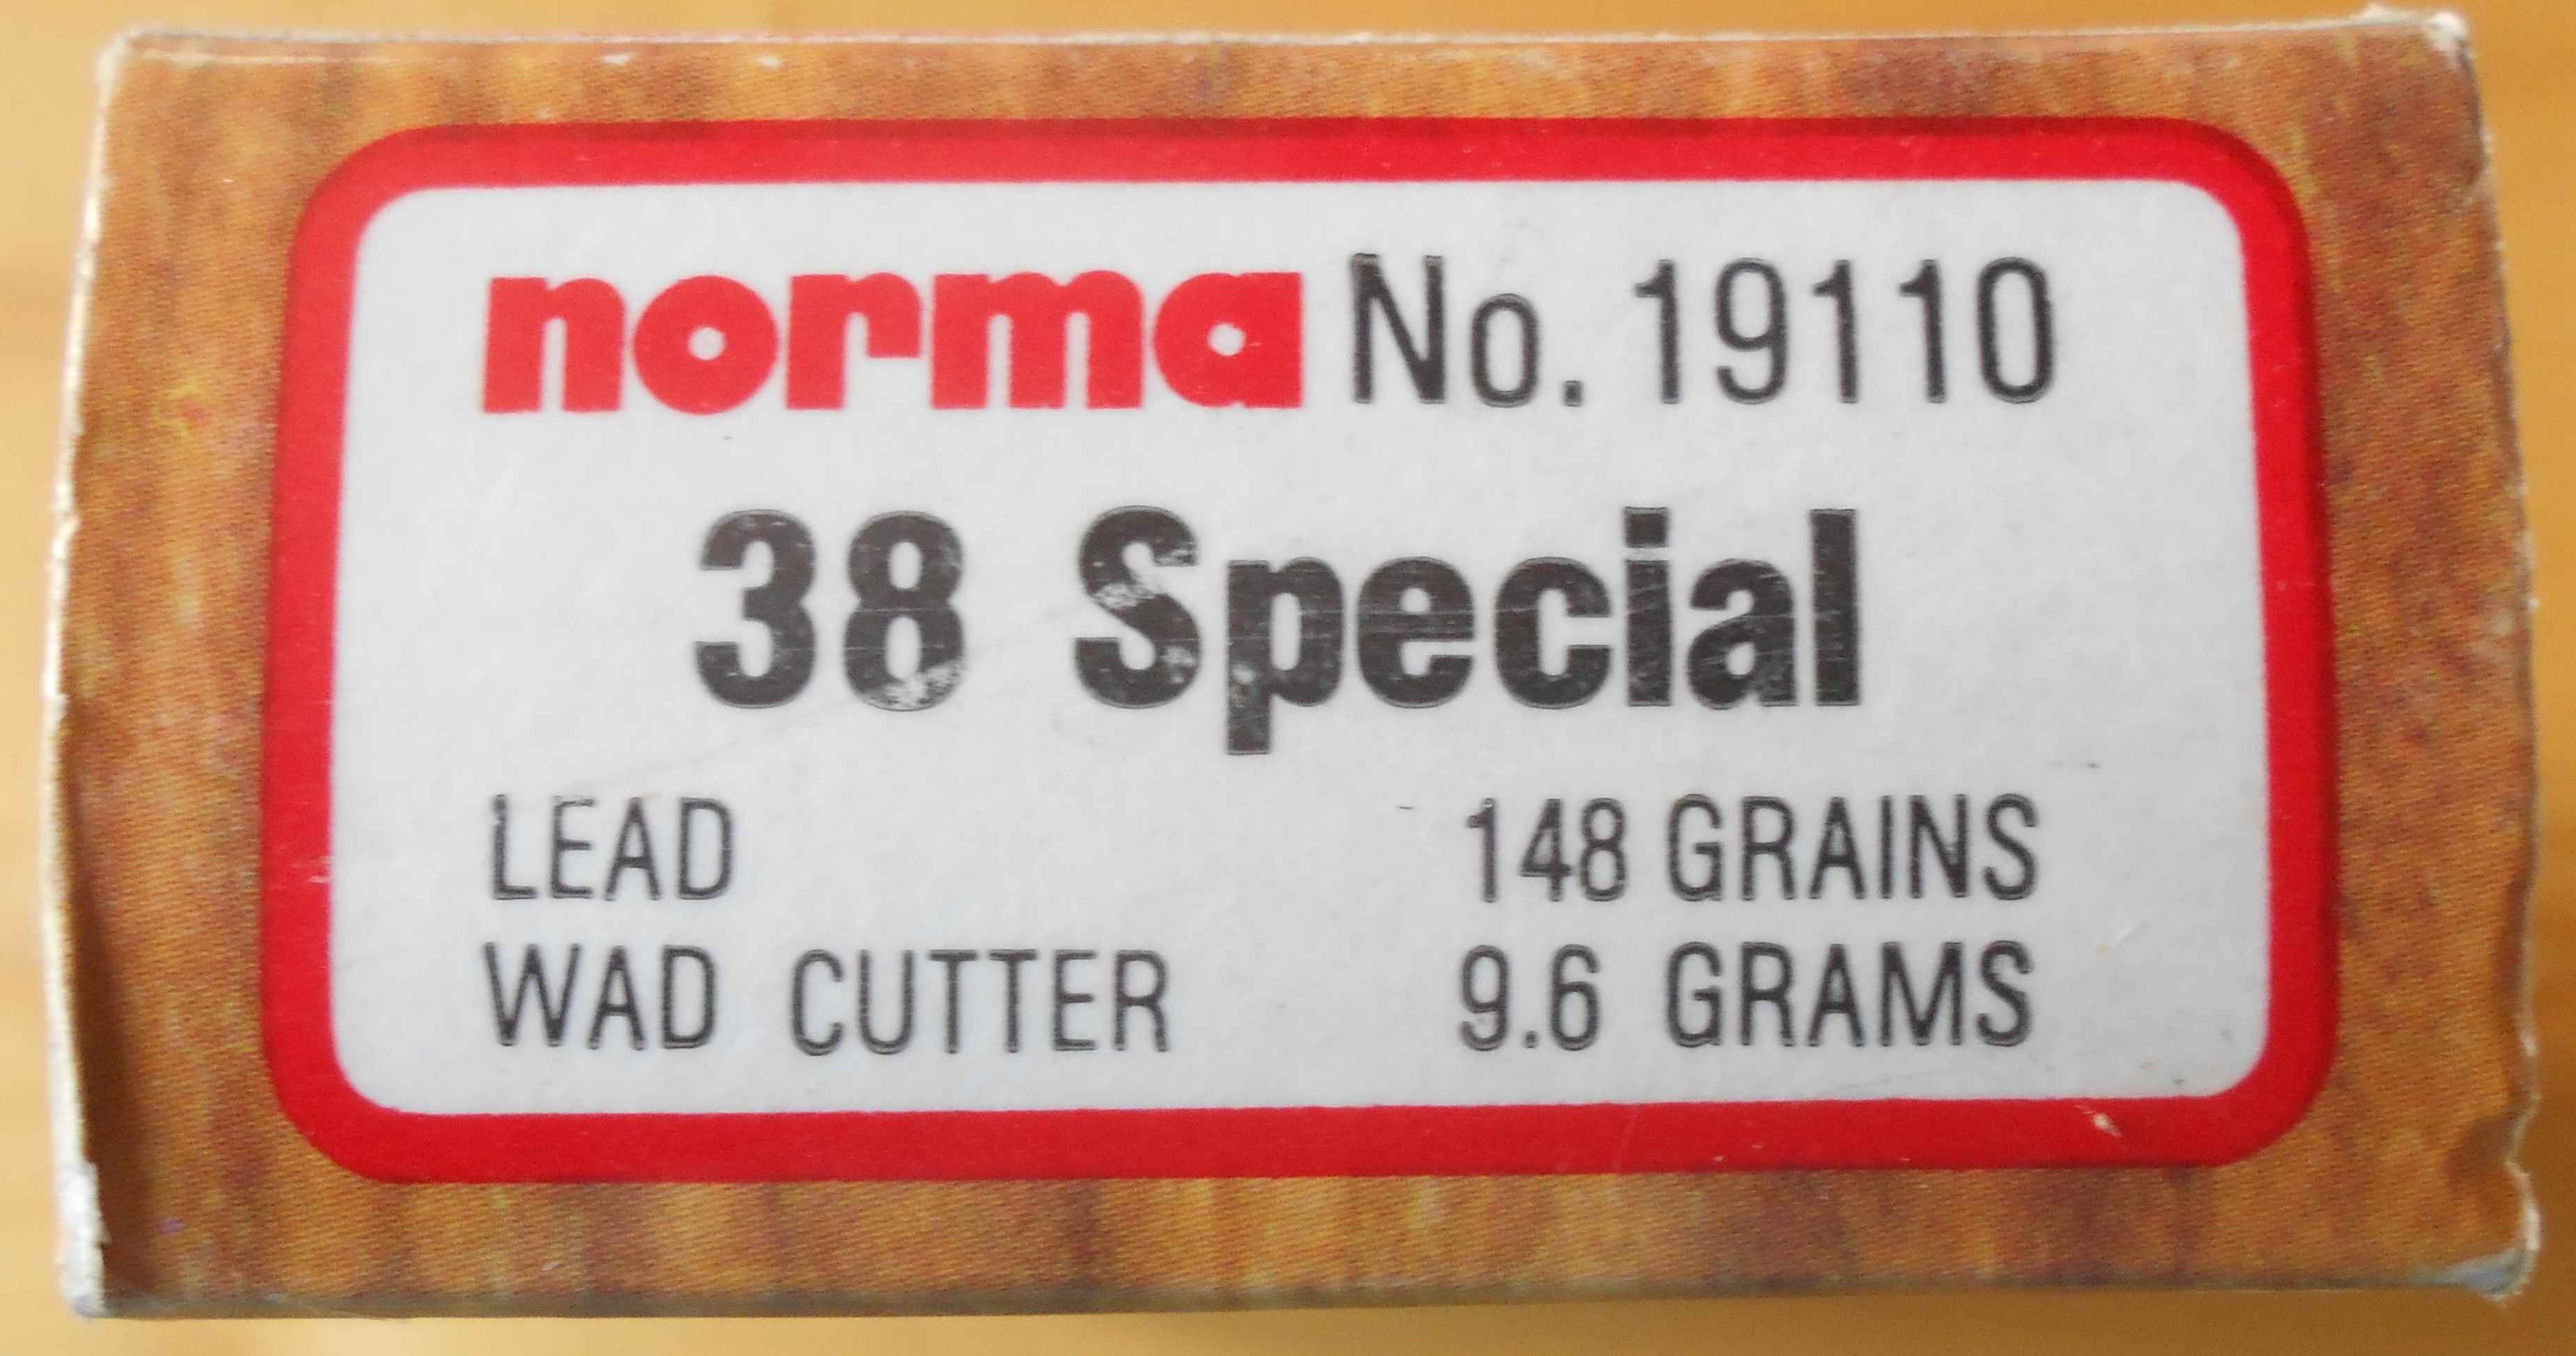 norma No. 19110
38 Special
LEAD 148 GRAINS
WAD CUTTER 9.6 GRAMS